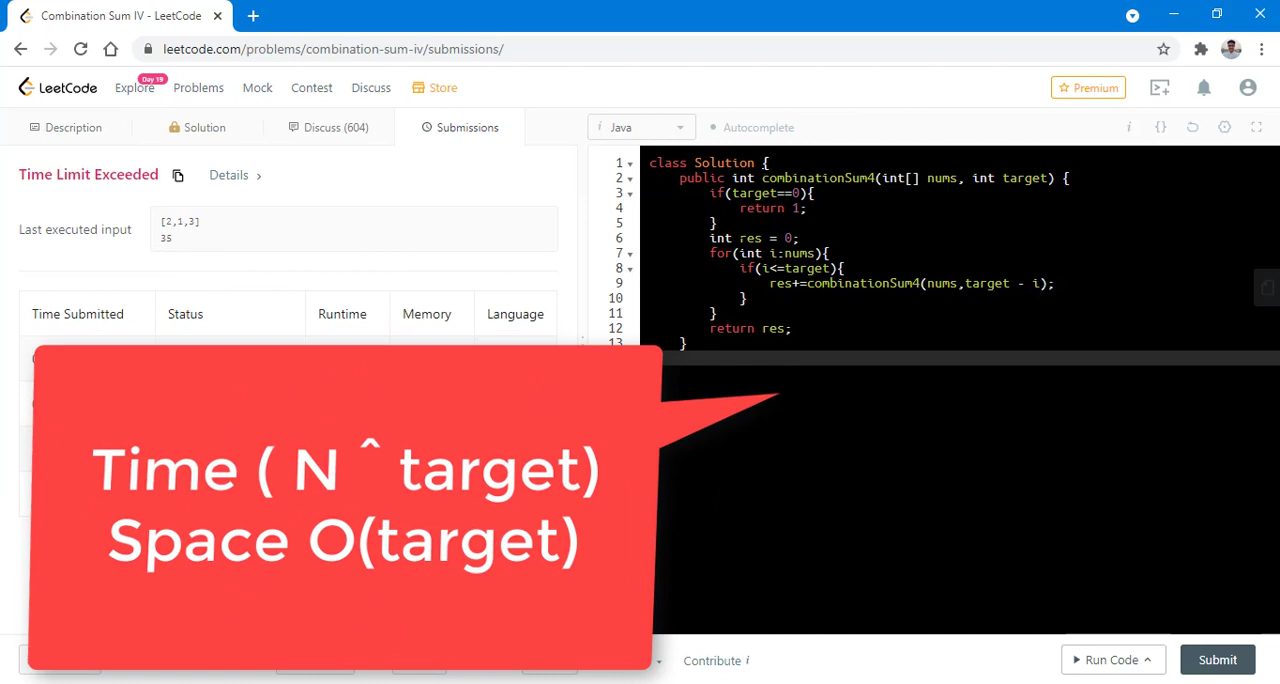 Combination Sum IV - LeetCode
leetcode.com/problems/combination-sum-iv/submissions/
LeetCode
Explore
Day 19
Problems
Mock
Contest
Discuss
Store
Premium
Description
Solution
Discuss (604)
Submissions
i Java
Autocomplete
i {}
Time Limit Exceeded
Details >
Last executed input
[2,1,3]
35
Time Submitted Status Runtime Memory Language
1 class Solution {
2 public int combinationSum4(int[] nums, int target) {
3 if(target==0){
4 return 1;
5 }
6 int res = 0;
7 for(int i:nums){
8 if(i<=target){
9 res+=combinationSum4(nums,target - i);
10 }
11 }
12 return res;
13 }
Time ( N ^ target)
Space O(target)
Contribute i
Run Code
Submit